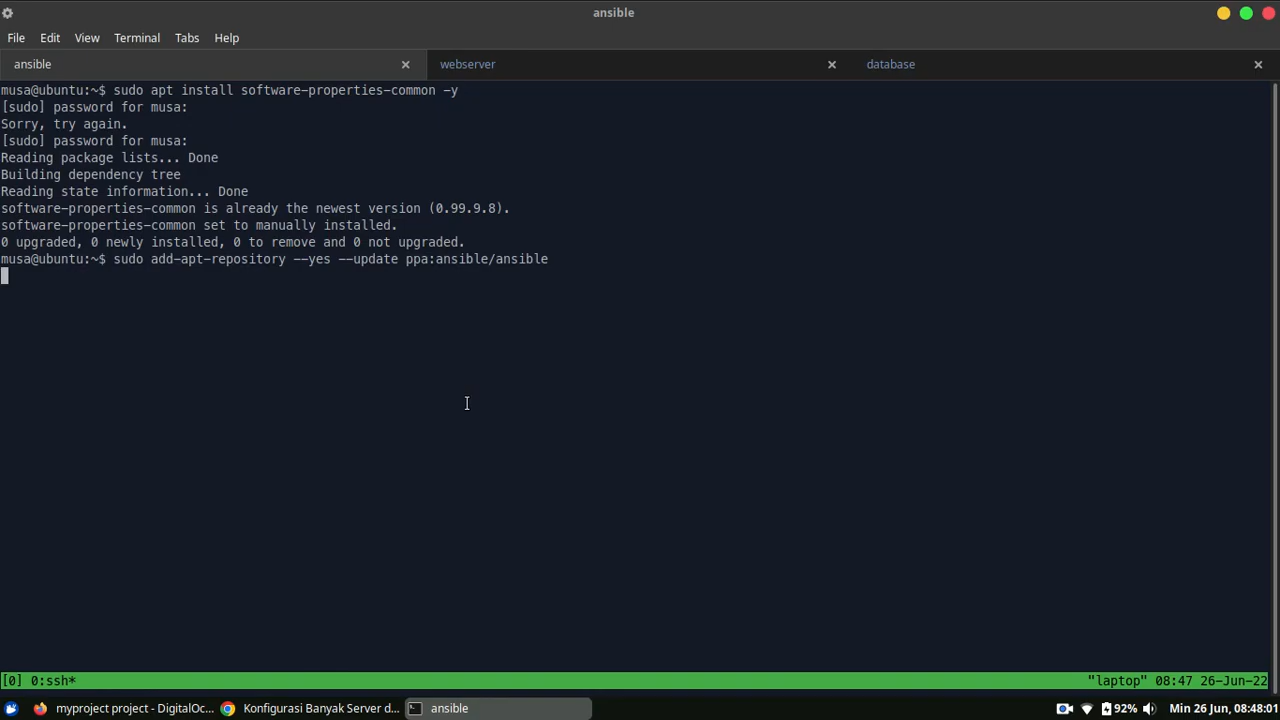 ansible
File Edit View Terminal Tabs Help
ansible webserver database
musa@ubuntu:~$ sudo apt install software-properties-common -y
[sudo] password for musa:
Sorry, try again.
[sudo] password for musa:
Reading package lists... Done
Building dependency tree
Reading state information... Done
software-properties-common is already the newest version (0.99.9.8).
software-properties-common set to manually installed.
0 upgraded, 0 newly installed, 0 to remove and 0 not upgraded.
musa@ubuntu:~$ sudo add-apt-repository --yes --update ppa:ansible/ansible
[0] 0:ssh* "laptop" 08:47 26-Jun-22
myproject project - DigitalOc... Konfigurasi Banyak Server d... ansible 92% Min 26 Jun, 08:48:01